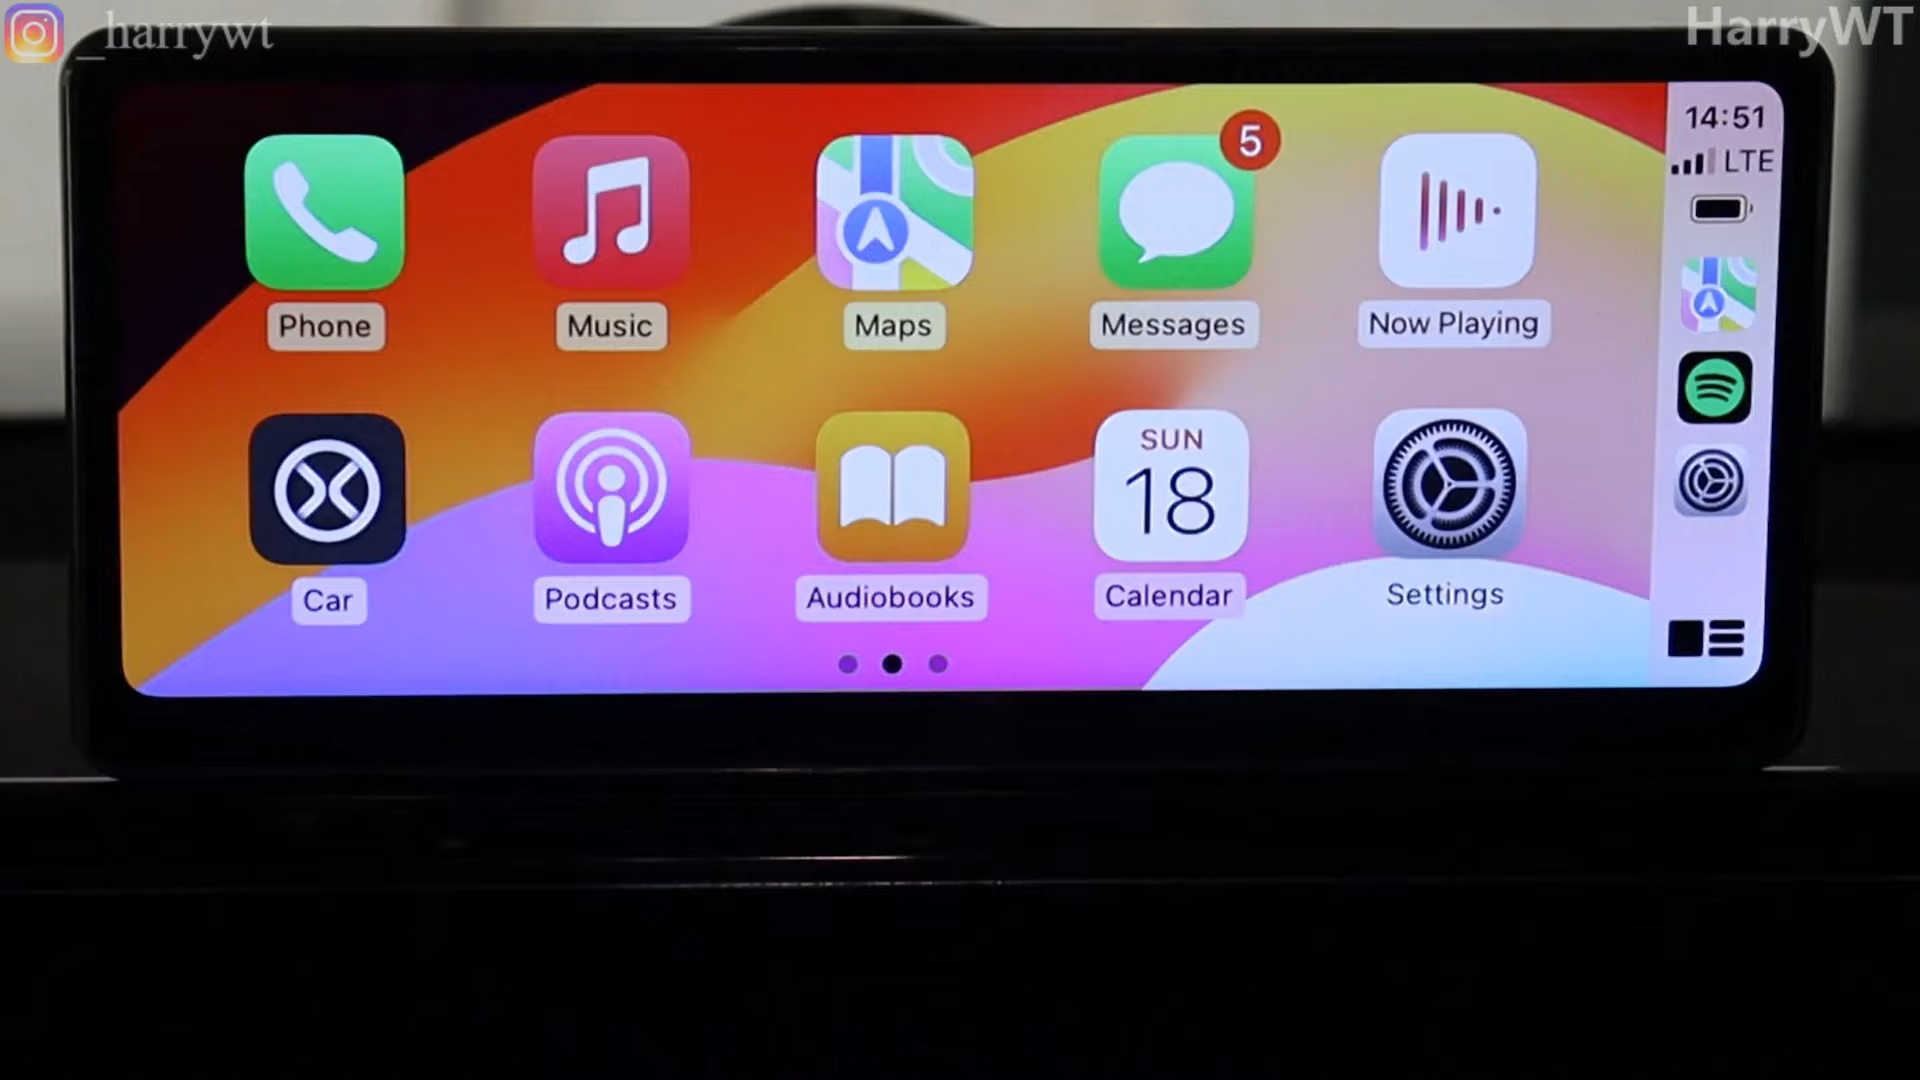 _harrywt
HarryWT
14:51
LTE
5
Phone
Music
Maps
Messages
Now Playing
SUN
18
Car
Podcasts
Audiobooks
Calendar
Settings